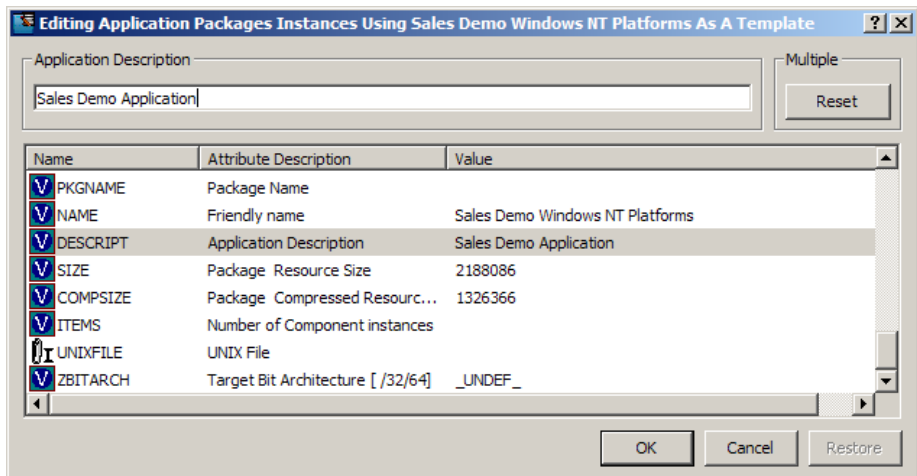 Editing Application Packages Instances Using Sales Demo Windows NT Platforms As A Template
Application Description
Multiple
Sales Demo Application
Reset
Name Attribute Description Value
V PKGNAME Package Name
V NAME Friendly name Sales Demo Windows NT Platforms
V DESCRIPT Application Description Sales Demo Application
V SIZE Package Resource Size 2188086
V COMPSIZE Package Compressed Resourc... 1326366
V ITEMS Number of Component instances
UNIXFILE UNIX File
V ZBITARCH Target Bit Architecture [ /32/64] _UNDEF_
OK Cancel Restore